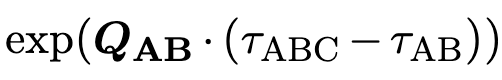 exp(Q_AB · (τ_ABC − τ_AB))